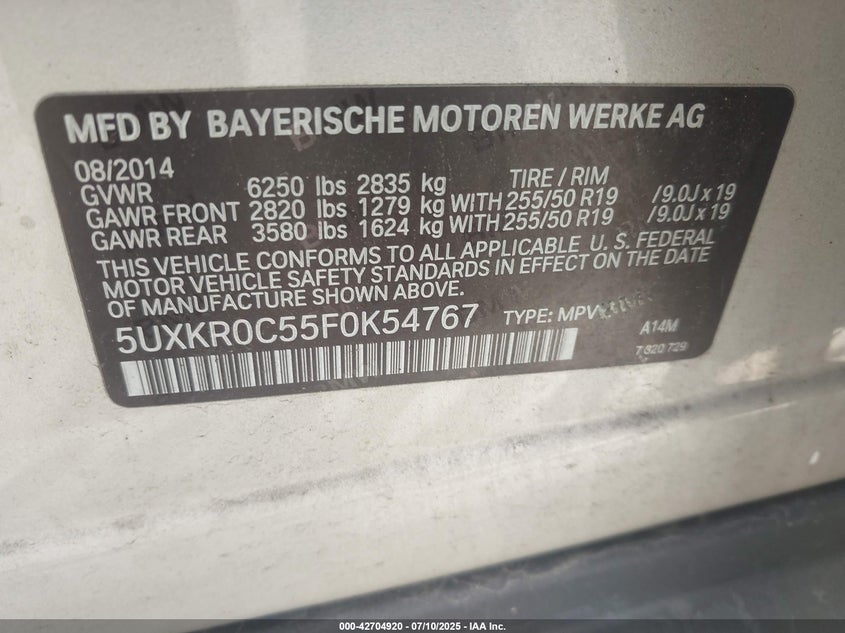 MFD BY BAYERISCHE MOTOREN WERKE AG
08/2014 TIRE / RIM
GVWR 6250 lbs 2835 kg
GAWR FRONT 2820 lbs 1279 kg WITH 255/50 R19 /9.0J x 19
GAWR REAR 3580 lbs 1624 kg WITH 255/50 R19 /9.0J x 19
THIS VEHICLE CONFORMS TO ALL APPLICABLE U. S. FEDERAL
MOTOR VEHICLE SAFETY STANDARDS IN EFFECT ON THE DATE
OF MANUFACTURE SHOWN ABOVE.
5UXKR0C55F0K54767 TYPE: MPV
A14M
7 320 729
000-42704920 / 07/10/2025 - IAA Inc.